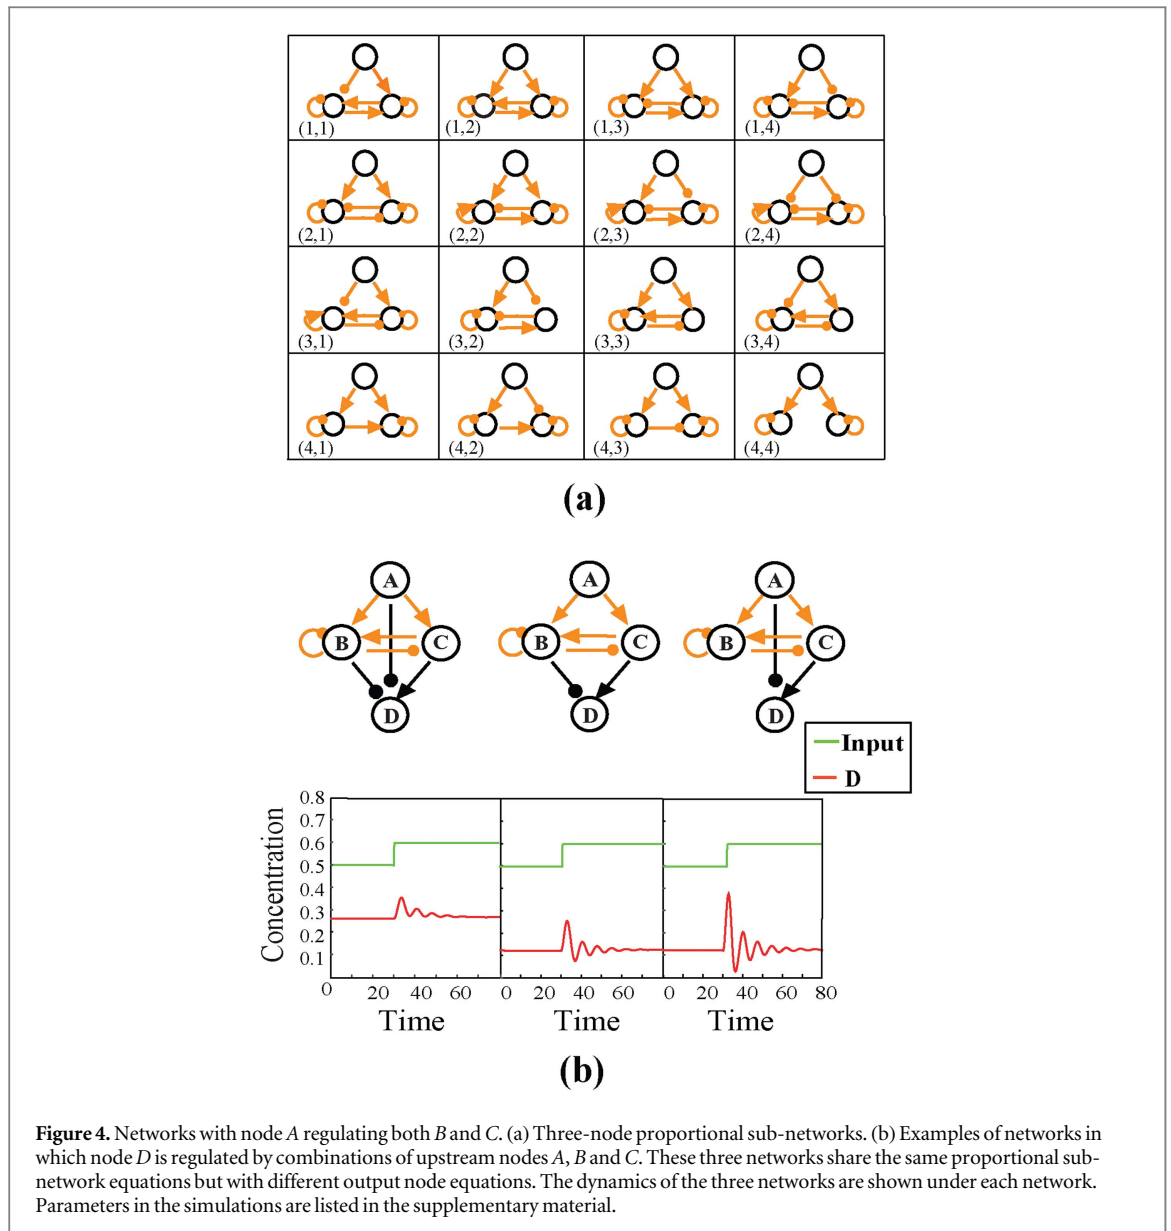 (1,1) (1,2) (1,3) (1,4)
(2,1) (2,2) (2,3) (2,4)
(3,1) (3,2) (3,3) (3,4)
(4,1) (4,2) (4,3) (4,4)
(a)
A A A
B C B C B C
D D D
Input
D
Concentration
0.8
0.7
0.6
0.5
0.4
0.3
0.2
0.1
0 20 40 60 0 20 40 60 0 20 40 60 80
Time Time Time
(b)
Figure 4. Networks with node A regulating both B and C. (a) Three-node proportional sub-networks. (b) Examples of networks in
which node D is regulated by combinations of upstream nodes A, B and C. These three networks share the same proportional sub-
network equations but with different output node equations. The dynamics of the three networks are shown under each network.
Parameters in the simulations are listed in the supplementary material.